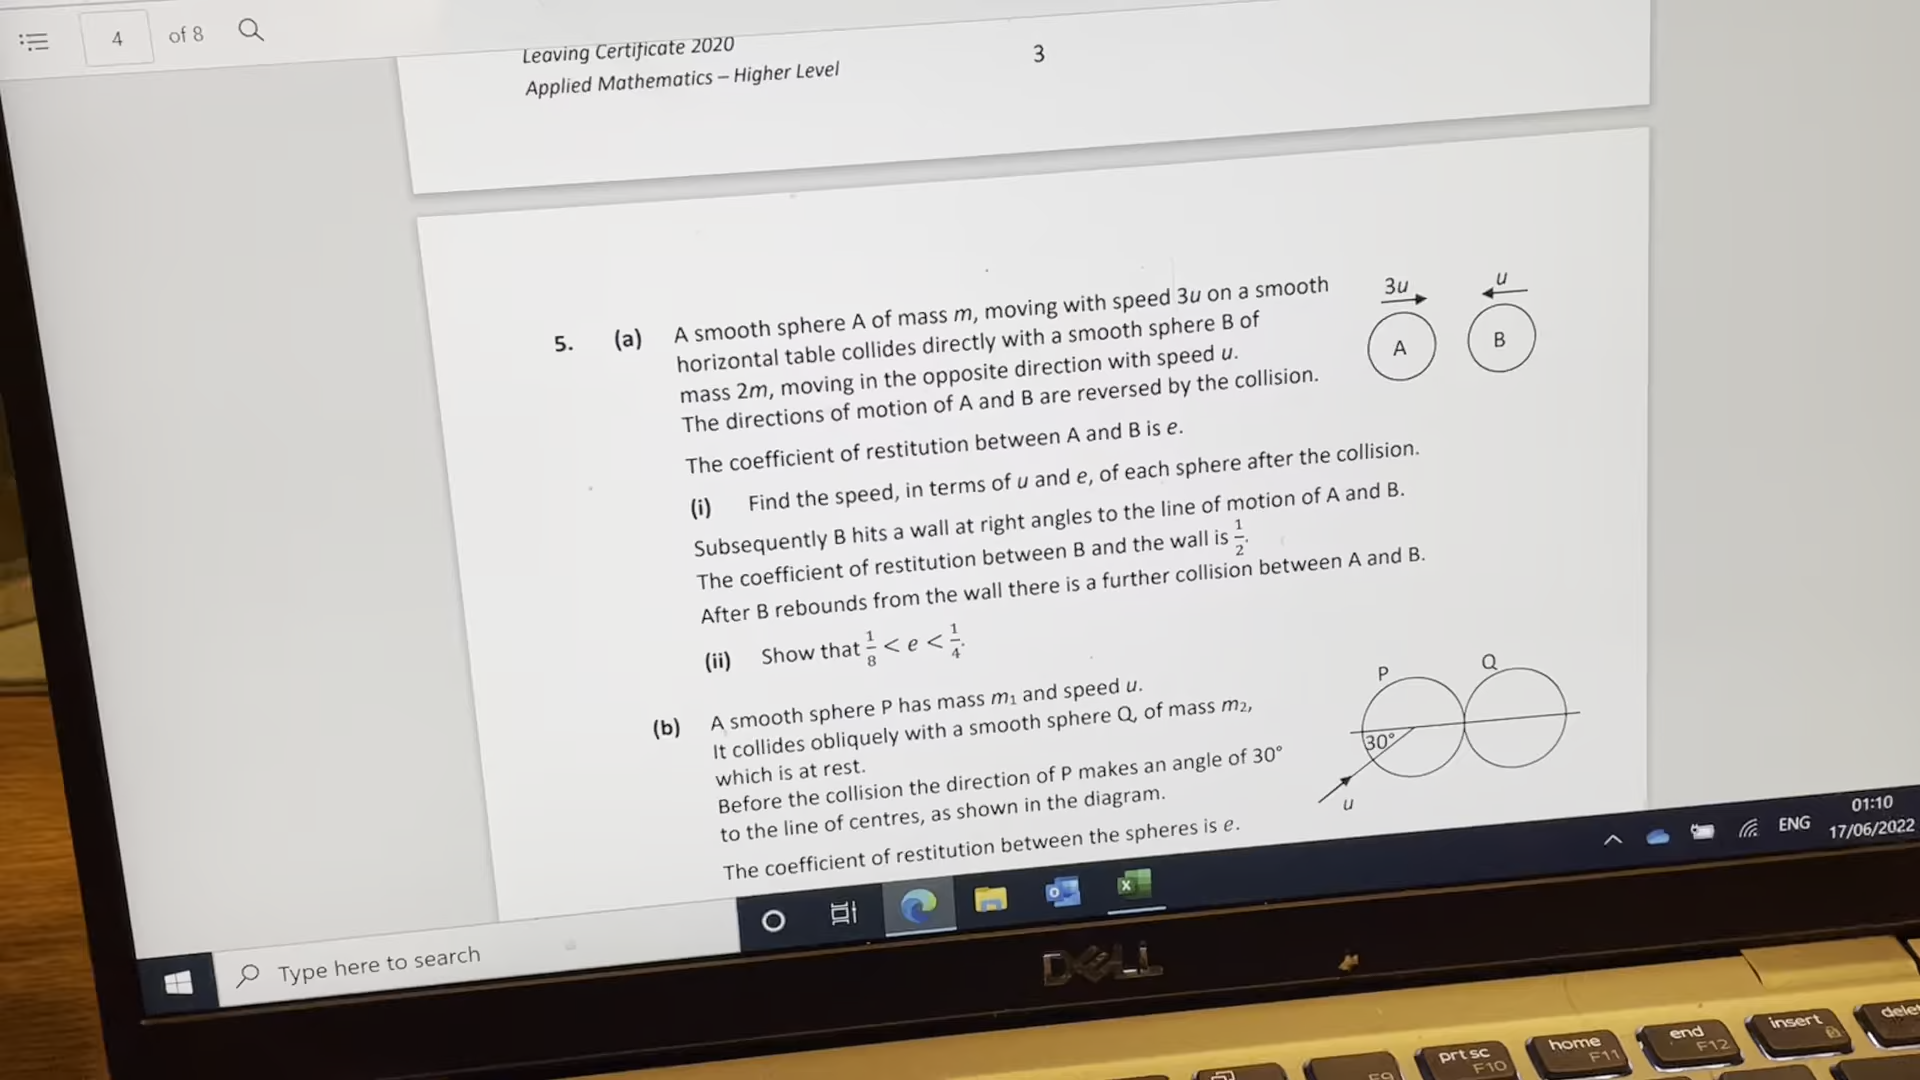 4 of 8
Leaving Certificate 2020
Applied Mathematics – Higher Level
3
5. (a) A smooth sphere A of mass m, moving with speed 3u on a smooth
horizontal table collides directly with a smooth sphere B of
mass 2m, moving in the opposite direction with speed u.
The directions of motion of A and B are reversed by the collision.
3u u
A B
The coefficient of restitution between A and B is e.
(i) Find the speed, in terms of u and e, of each sphere after the collision.
Subsequently B hits a wall at right angles to the line of motion of A and B.
The coefficient of restitution between B and the wall is 1/2.
After B rebounds from the wall there is a further collision between A and B.
(ii) Show that 1/8 < e < 1/4.
(b) A smooth sphere P has mass m₁ and speed u.
It collides obliquely with a smooth sphere Q, of mass m₂,
which is at rest.
Before the collision the direction of P makes an angle of 30°
to the line of centres, as shown in the diagram.
P Q
30°
u
The coefficient of restitution between the spheres is e.
Type here to search
ENG
01:10
17/06/2022
DELL
F9
prt sc
F10
home
F11
end
F12
insert
delete